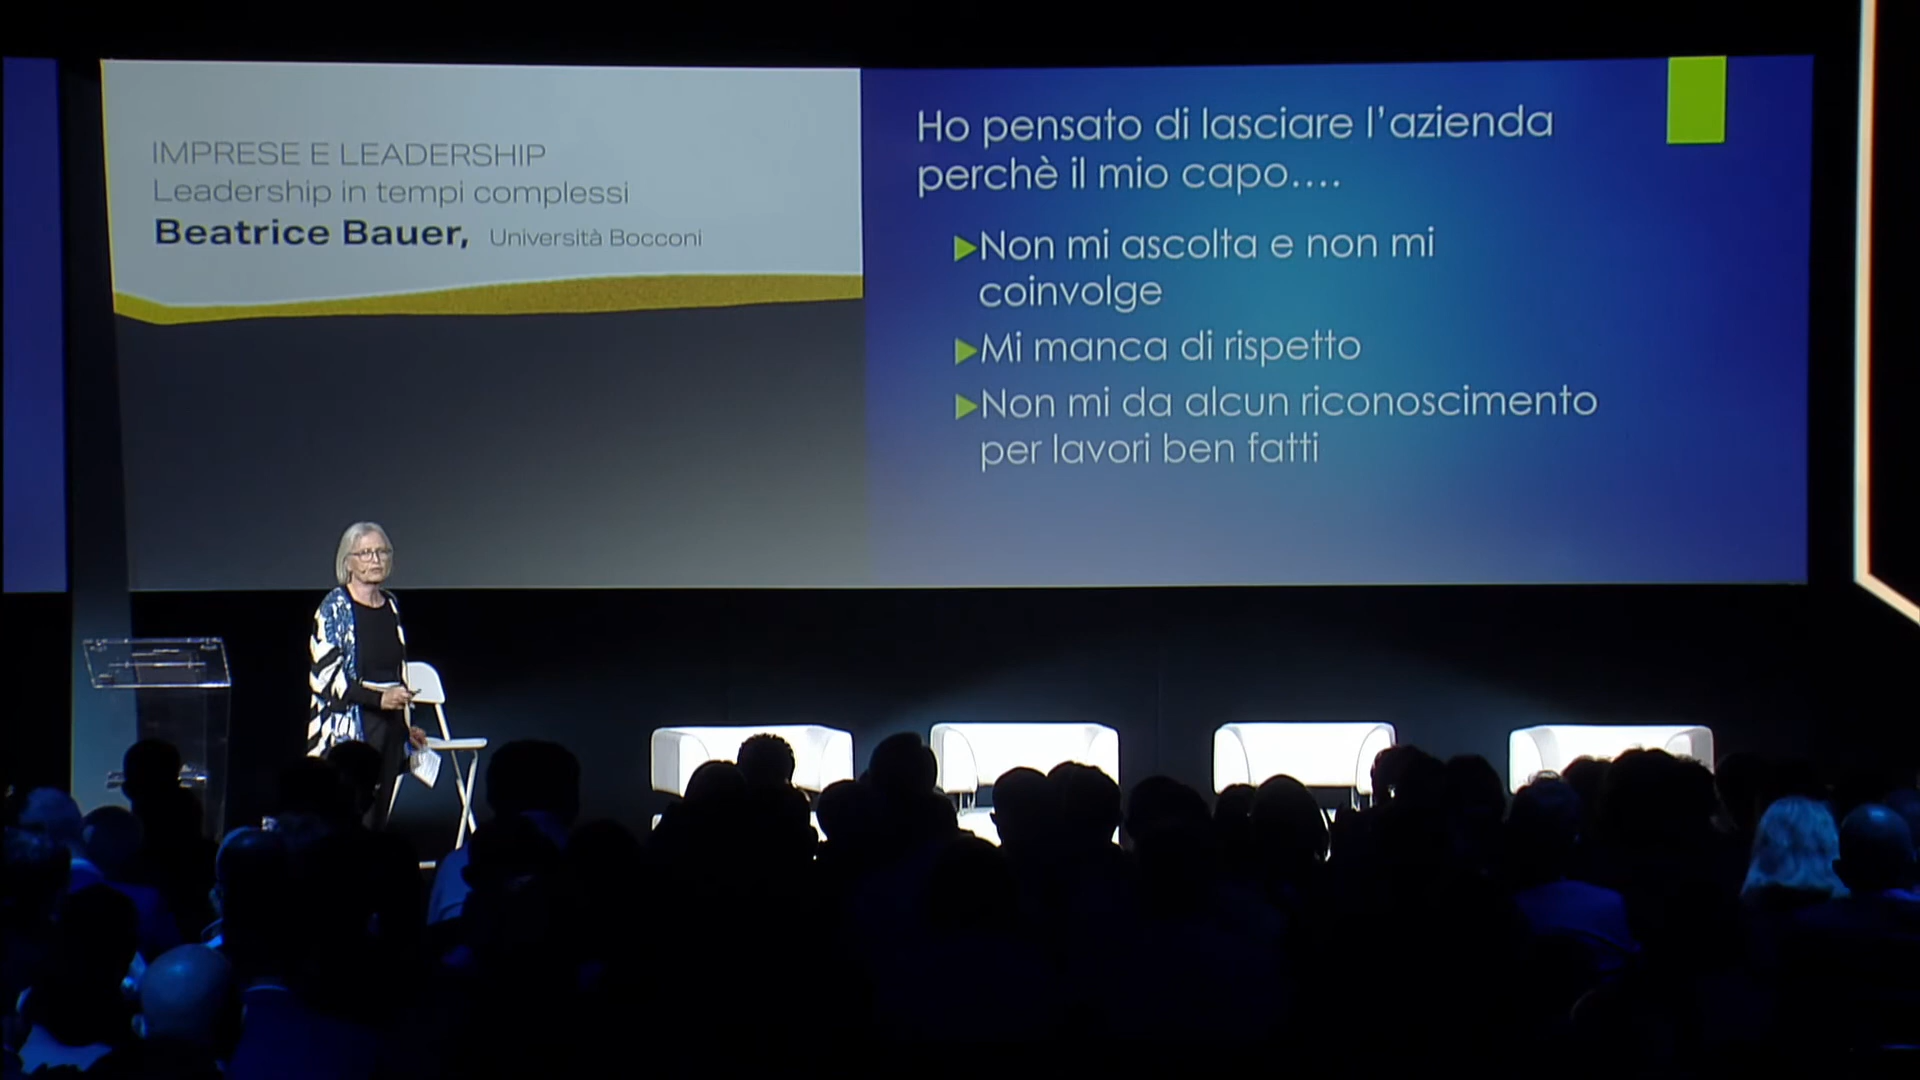 IMPRESE E LEADERSHIP
Leadership in tempi complessi
Beatrice Bauer, Università Bocconi
Ho pensato di lasciare l'azienda
perchè il mio capo....
Non mi ascolta e non mi
coinvolge
Mi manca di rispetto
Non mi da alcun riconoscimento
per lavori ben fatti